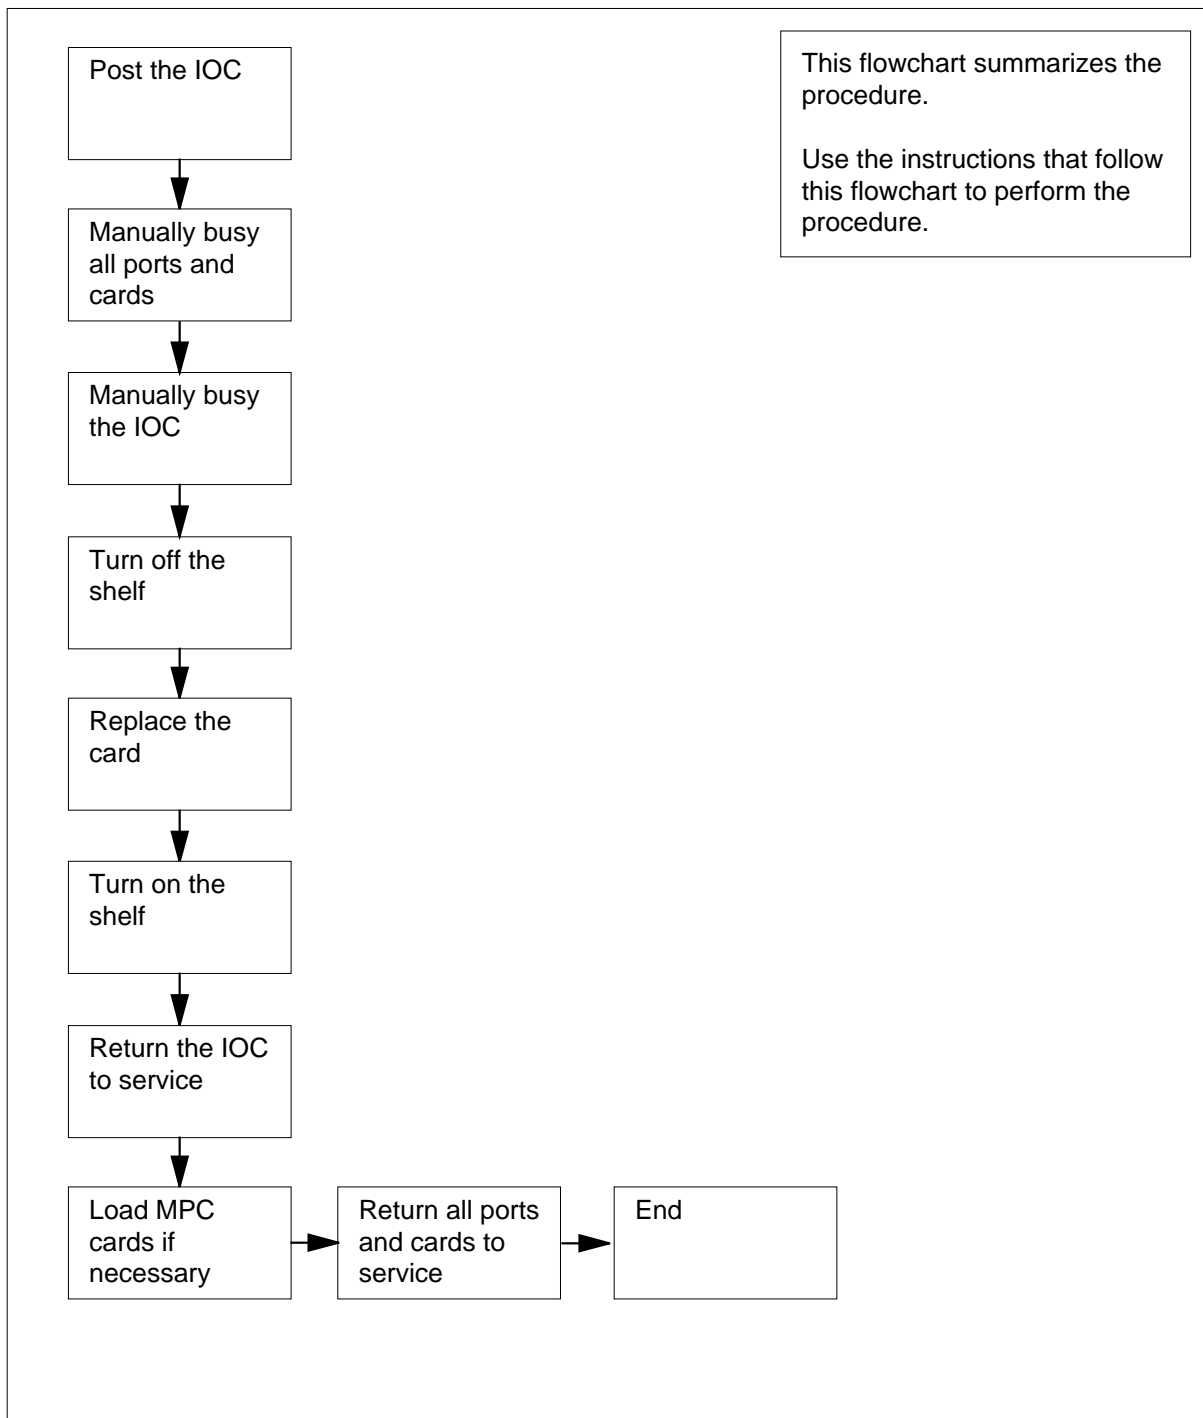 Post the IOC
This flowchart summarizes the
procedure.
Use the instructions that follow
this flowchart to perform the
procedure.
Manually busy
all ports and
cards
Manually busy
the IOC
Turn off the
shelf
Replace the
card
Turn on the
shelf
Return the IOC
to service
Load MPC
cards if
necessary
Return all ports
and cards to
service
End